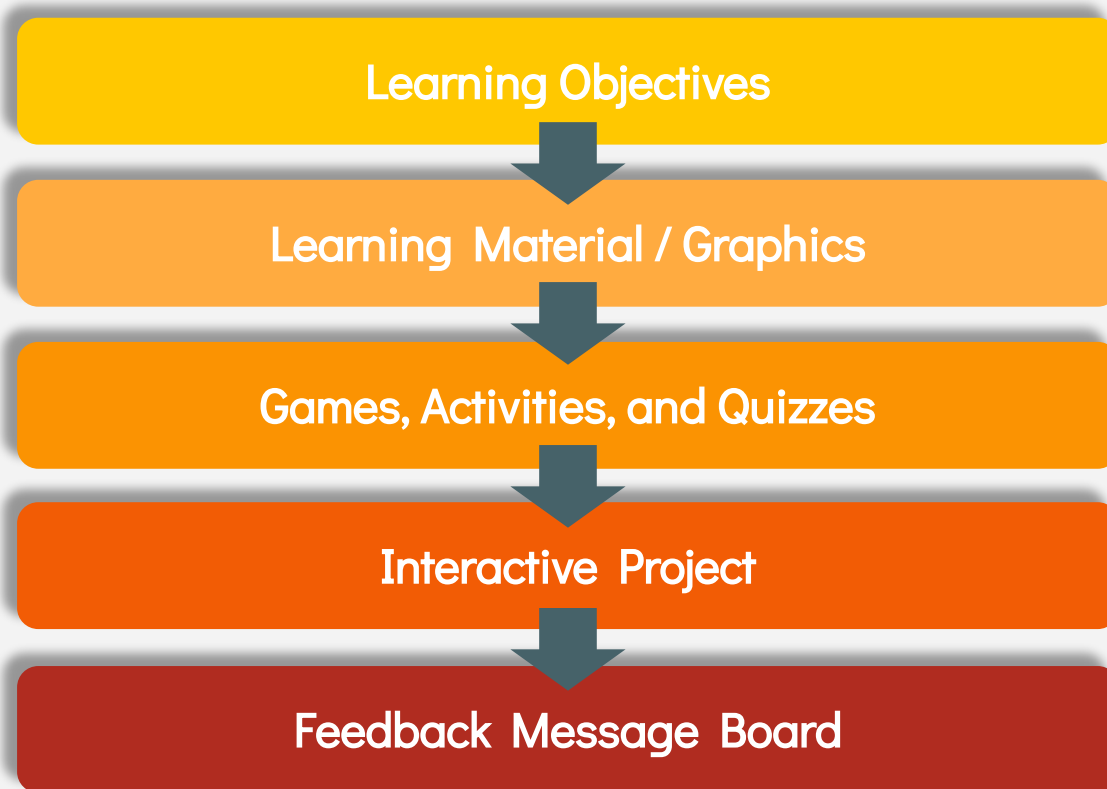 Learning Objectives
Learning Material / Graphics
Games, Activities, and Quizzes
Interactive Project
Feedback Message Board